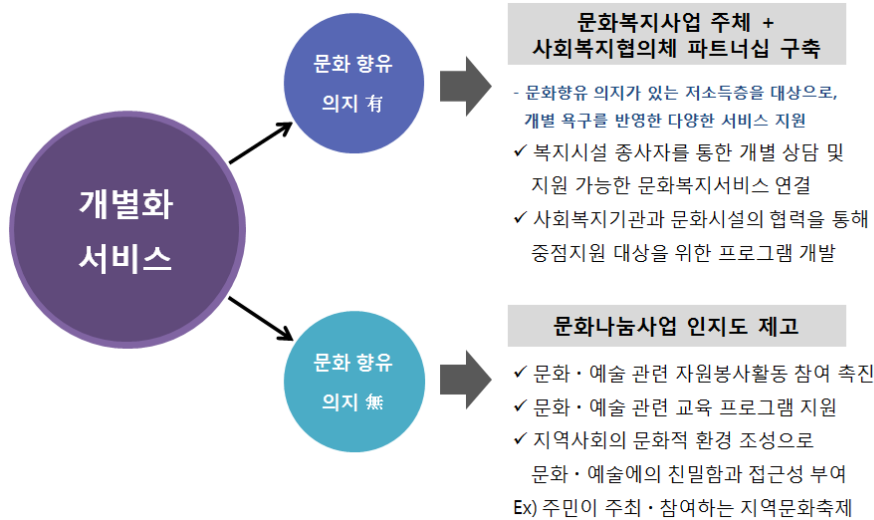 개별화
서비스
문화 향유
의지 有
문화복지사업 주체 +
사회복지협의체 파트너십 구축
- 문화향유 의지가 있는 저소득층을 대상으로,
개별 욕구를 반영한 다양한 서비스 지원
✓ 복지시설 종사자를 통한 개별 상담 및
지원 가능한 문화복지서비스 연결
✓ 사회복지기관과 문화시설의 협력을 통해
중점지원 대상을 위한 프로그램 개발
문화 향유
의지 無
문화나눔사업 인지도 제고
✓ 문화・예술 관련 자원봉사활동 참여 촉진
✓ 문화・예술 관련 교육 프로그램 지원
✓ 지역사회의 문화적 환경 조성으로
문화・예술에의 친밀함과 접근성 부여
Ex) 주민이 주최・참여하는 지역문화축제